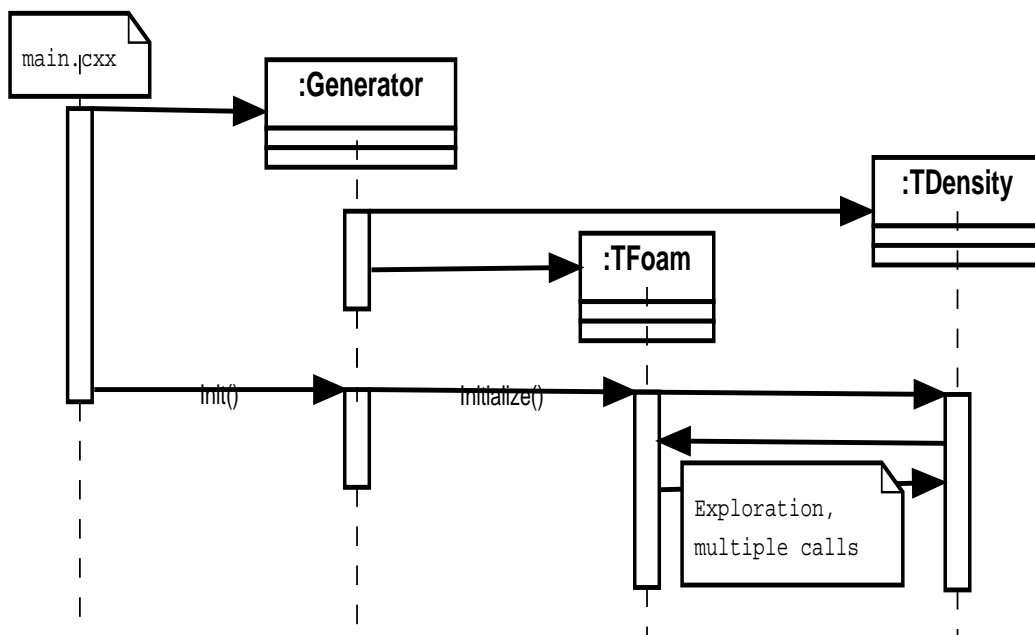 main.cxx
:Generator
:TDensity
:TFoam
Init()
Initialize()
Exploration,
multiple calls